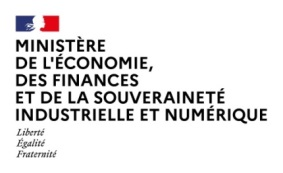 MINISTÈRE
DE L'ÉCONOMIE,
DES FINANCES
ET DE LA SOUVERAINETÉ
INDUSTRIELLE ET NUMÉRIQUE
Liberté
Égalité
Fraternité